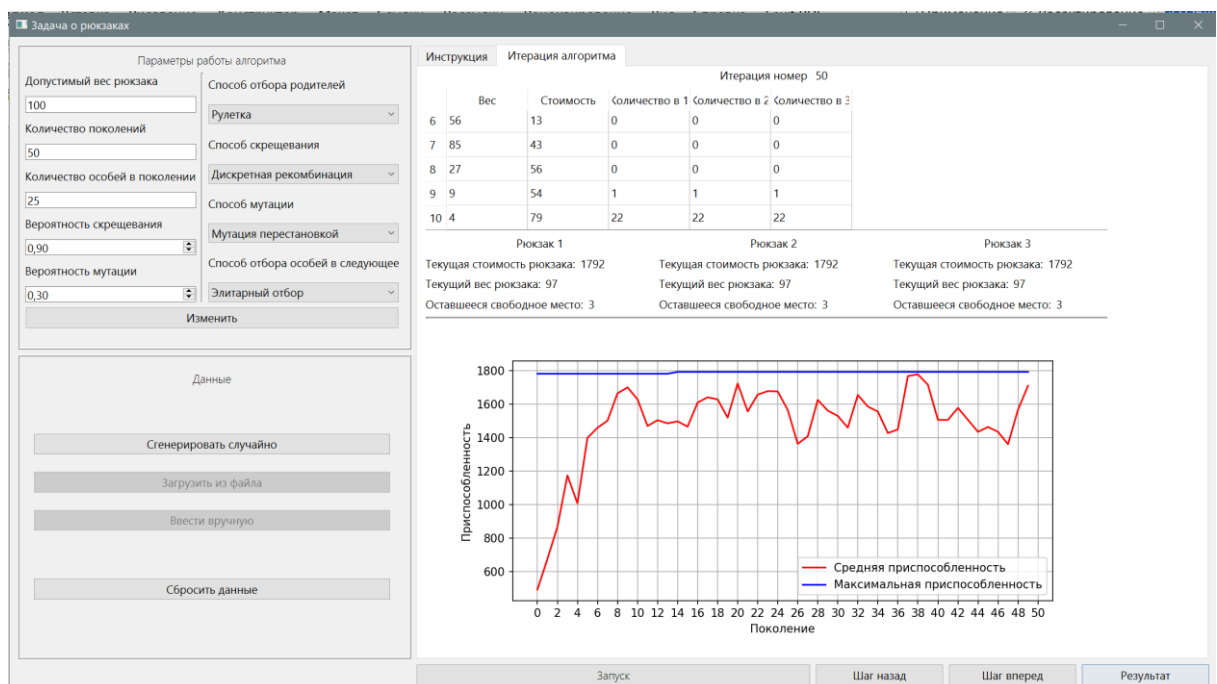 Задача о рюкзаках
Параметры работы алгоритма
Допустимый вес рюкзака
100
Количество поколений
50
Количество особей в поколении
25
Вероятность скрещевания
0,90
Вероятность мутации
0,30
Способ отбора родителей
Рулетка
Способ скрещевания
Дискретная рекомбинация
Способ мутации
Мутация перестановкой
Способ отбора особей в следующее
Элитарный отбор
Изменить
Данные
Сгенерировать случайно
Загрузить из файла
Ввести вручную
Сбросить данные
Инструкция Итерация алгоритма
Итерация номер 50
Вес Стоимость Количество в 1 Количество в 2 Количество в 3
6 56 13 0 0 0
7 85 43 0 0 0
8 27 56 0 0 0
9 9 54 1 1 1
10 4 79 22 22 22
Рюкзак 1 Рюкзак 2 Рюкзак 3
Текущая стоимость рюкзака: 1792 Текущая стоимость рюкзака: 1792 Текущая стоимость рюкзака: 1792
Текущий вес рюкзака: 97 Текущий вес рюкзака: 97 Текущий вес рюкзака: 97
Оставшееся свободное место: 3 Оставшееся свободное место: 3 Оставшееся свободное место: 3
Приспособленность
1800
1600
1400
1200
1000
800
600
Средняя приспособленность
Максимальная приспособленность
0 2 4 6 8 10 12 14 16 18 20 22 24 26 28 30 32 34 36 38 40 42 44 46 48 50
Поколение
Запуск Шаг назад Шаг вперед Результат